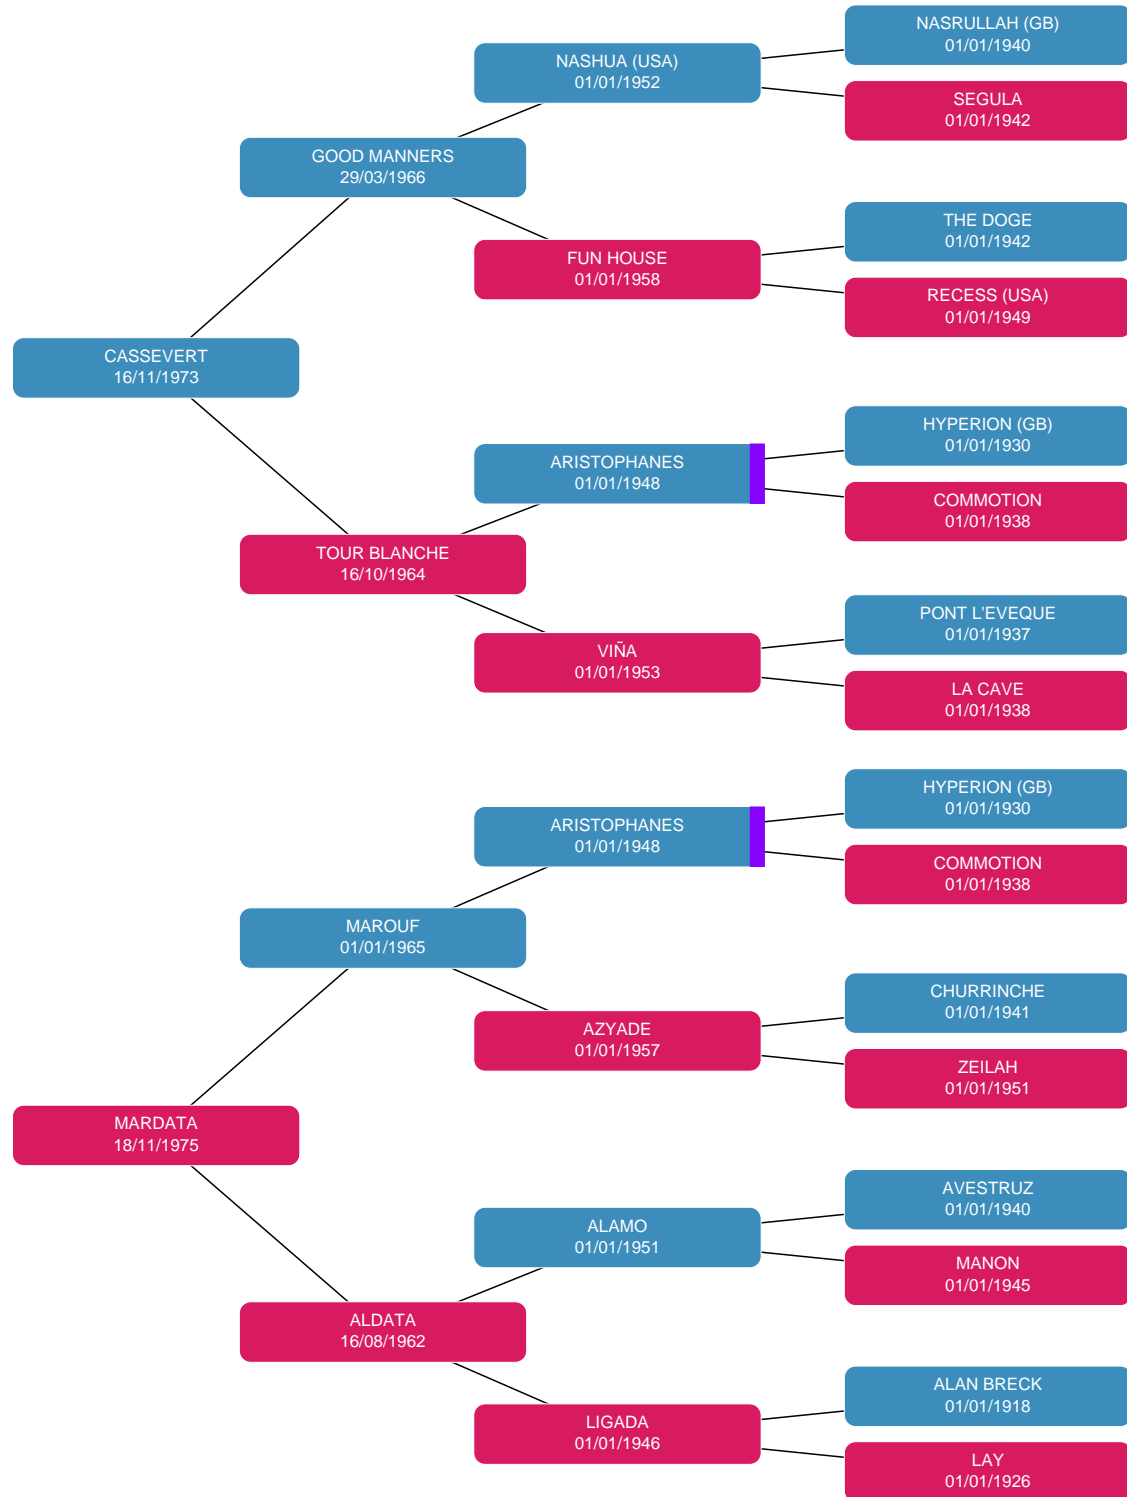 NASRULLAH (GB)
01/01/1940
NASHUA (USA)
01/01/1952
SEGULA
01/01/1942
GOOD MANNERS
29/03/1966
THE DOGE
01/01/1942
FUN HOUSE
01/01/1958
RECESS (USA)
01/01/1949
CASSEVERT
16/11/1973
HYPERION (GB)
01/01/1930
ARISTOPHANES
01/01/1948
COMMOTION
01/01/1938
TOUR BLANCHE
16/10/1964
PONT L'EVEQUE
01/01/1937
VIÑA
01/01/1953
LA CAVE
01/01/1938
HYPERION (GB)
01/01/1930
ARISTOPHANES
01/01/1948
COMMOTION
01/01/1938
MAROUF
01/01/1965
CHURRINCHE
01/01/1941
AZYADE
01/01/1957
ZEILAH
01/01/1951
MARDATA
18/11/1975
AVESTRUZ
01/01/1940
ALAMO
01/01/1951
MANON
01/01/1945
ALDATA
16/08/1962
ALAN BRECK
01/01/1918
LIGADA
01/01/1946
LAY
01/01/1926